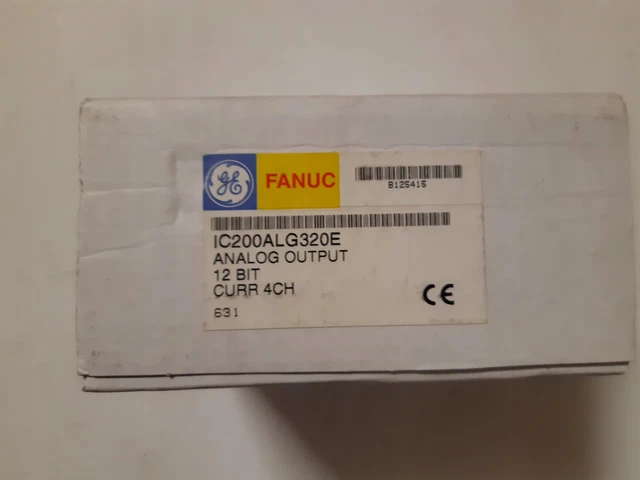 GE FANUC
B125415
IC200ALG320E
ANALOG OUTPUT
12 BIT
CURR 4CH
CE
631